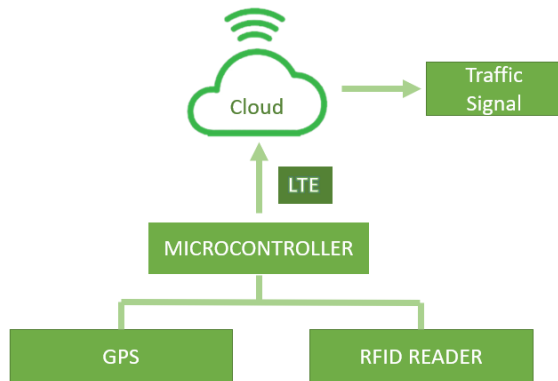 Cloud
Traffic
Signal
LTE
MICROCONTROLLER
GPS
RFID READER